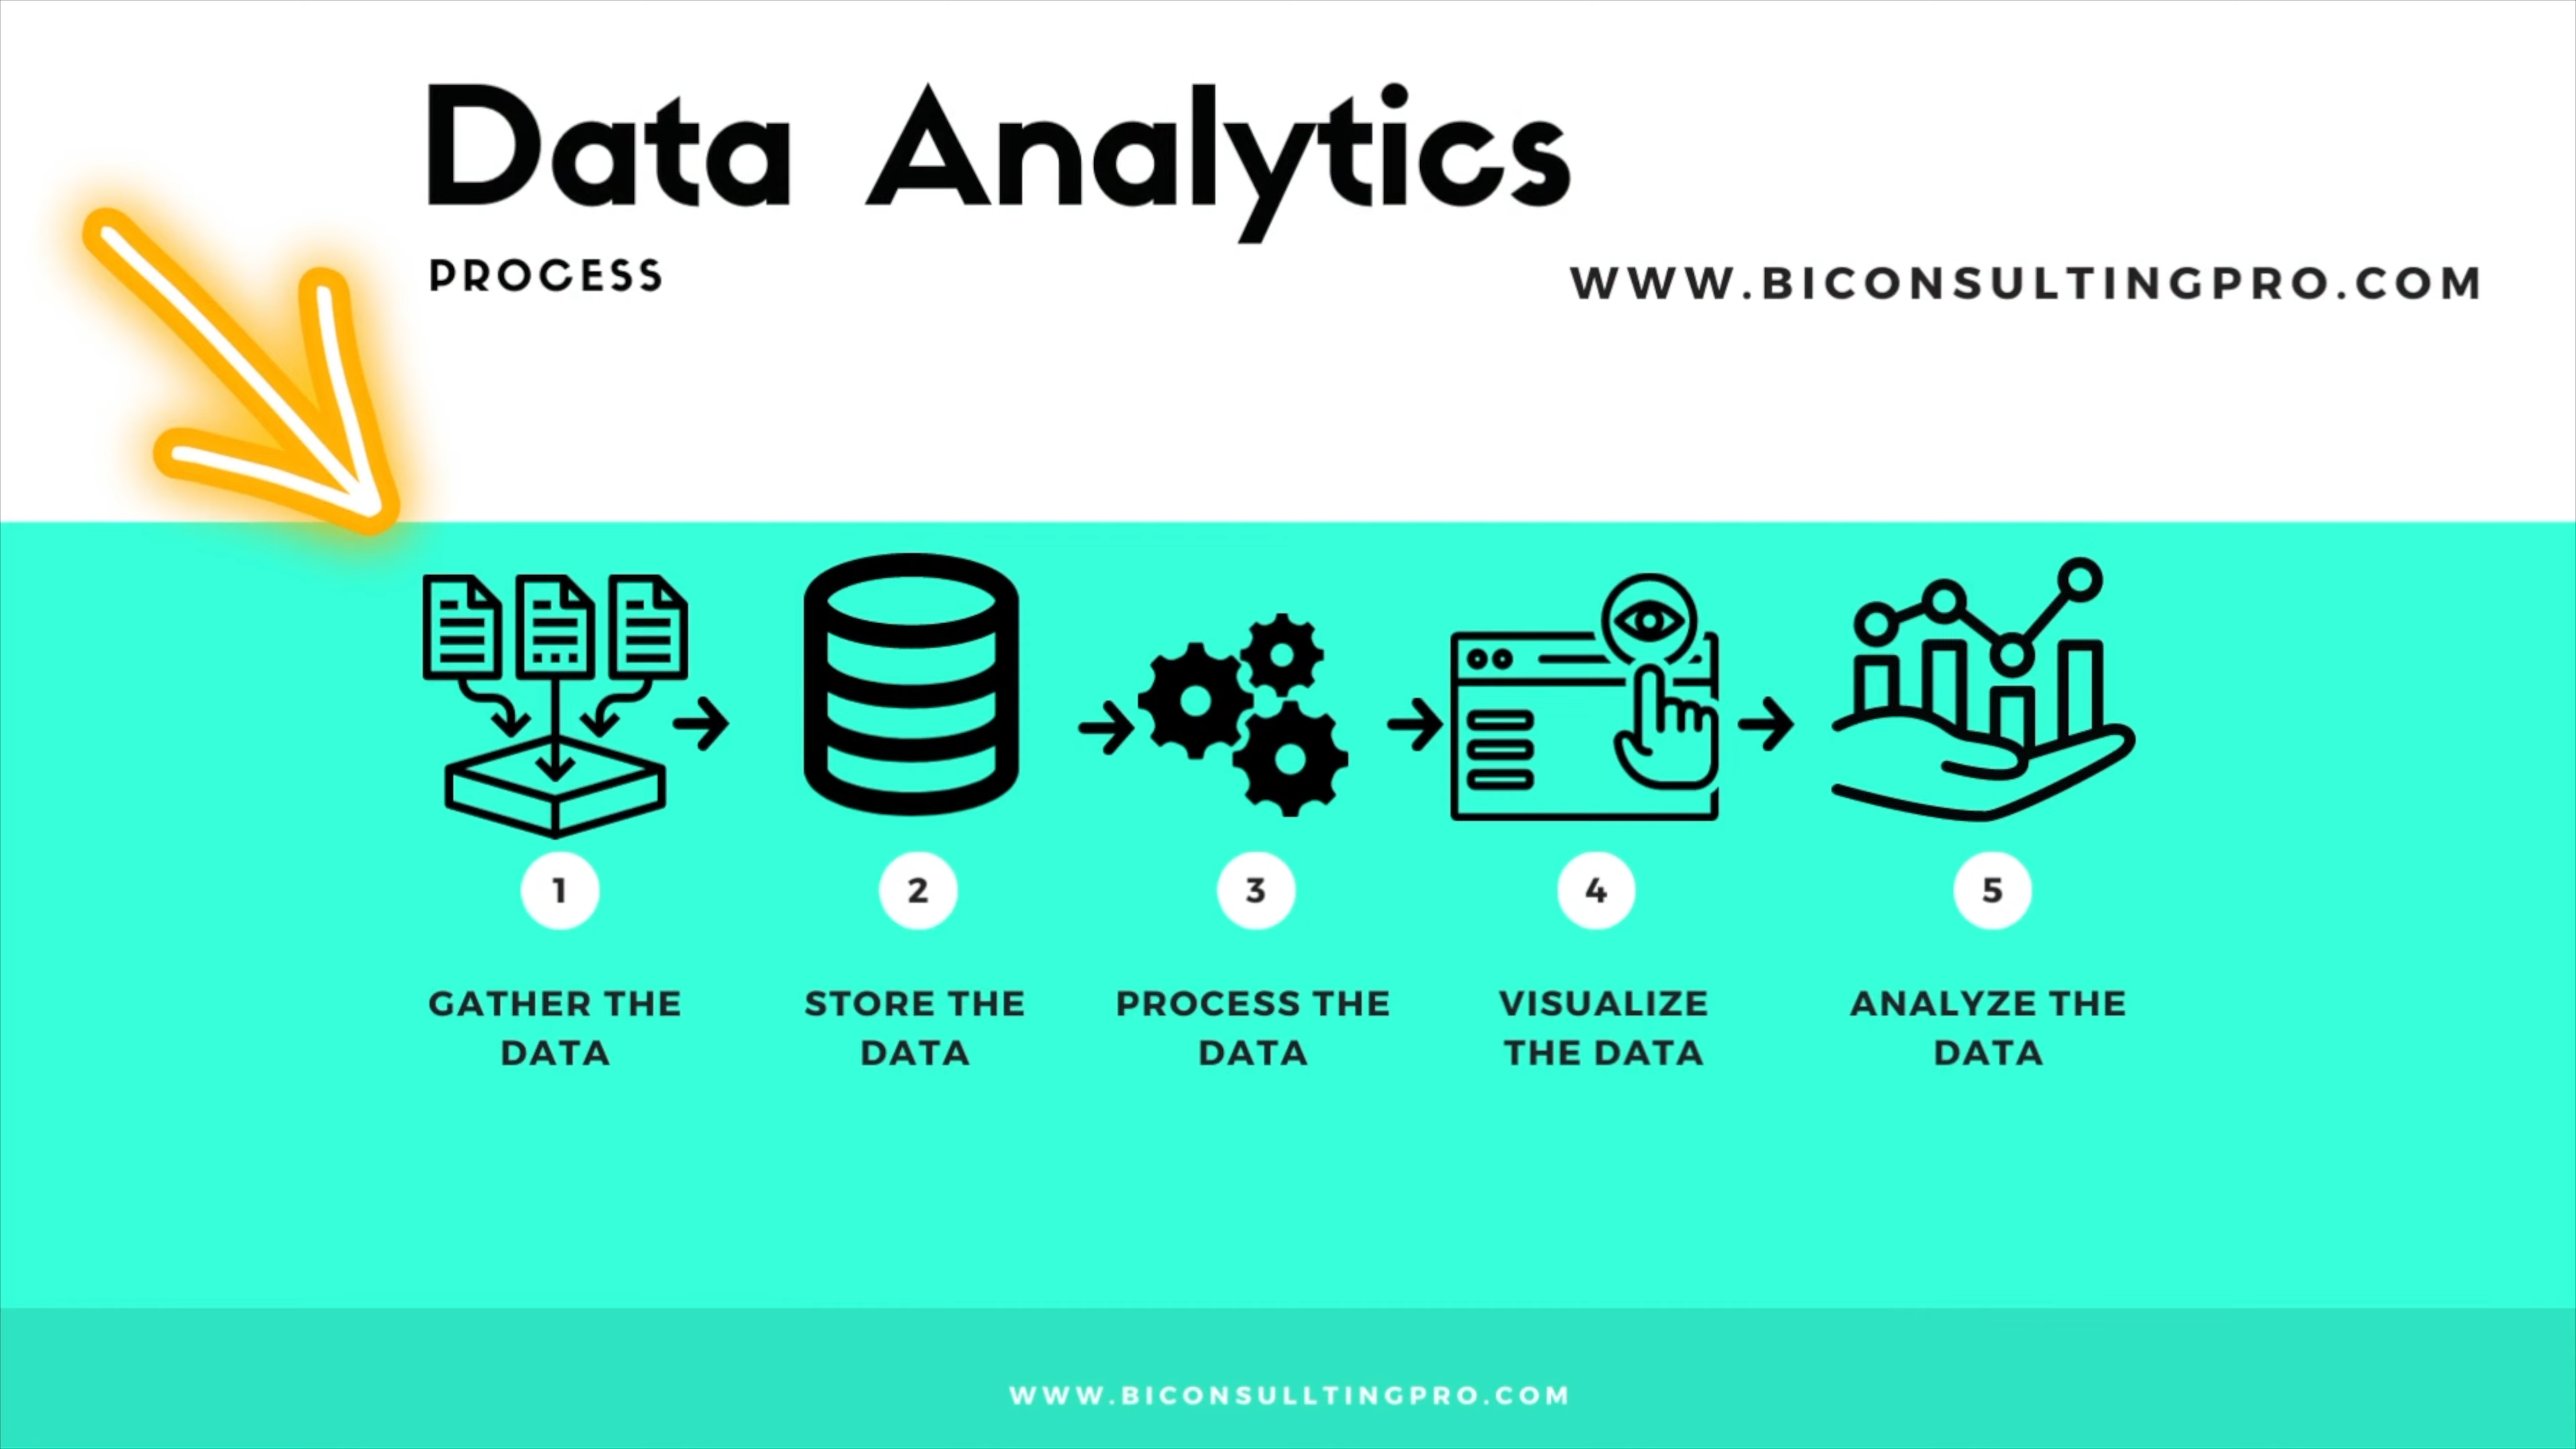 Data Analytics
PROCESS
WWW.BICONSULTINGPRO.COM
1
2
3
4
5
GATHER THE
DATA
STORE THE
DATA
PROCESS THE
DATA
VISUALIZE
THE DATA
ANALYZE THE
DATA
WWW.BICONSULLTINGPRO.COM